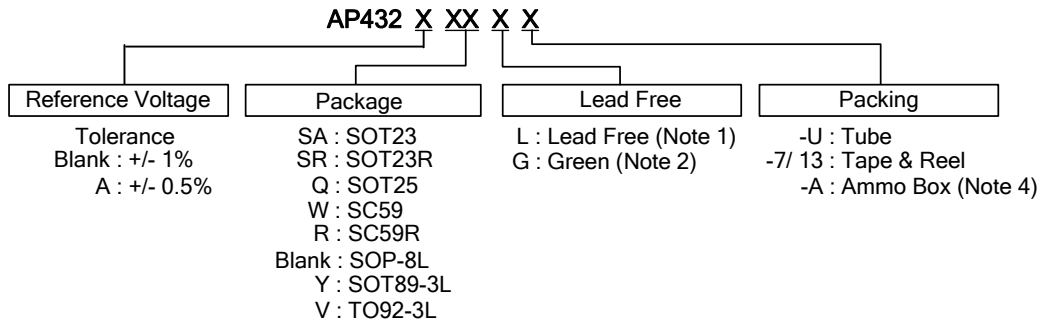 AP432 X XX X X
Reference Voltage
Tolerance
Blank : +/- 1%
A : +/- 0.5%
Package
SA : SOT23
SR : SOT23R
Q : SOT25
W : SC59
R : SC59R
Blank : SOP-8L
Y : SOT89-3L
V : TO92-3L
Lead Free
L : Lead Free (Note 1)
G : Green (Note 2)
Packing
-U : Tube
-7/ 13 : Tape & Reel
-A : Ammo Box (Note 4)